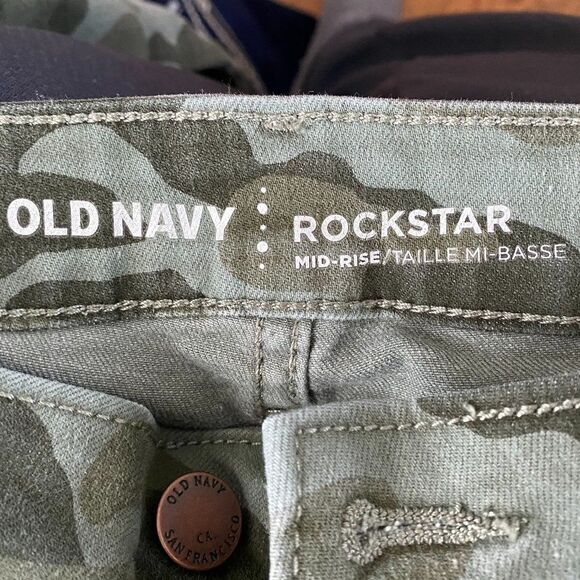 OLD NAVY
ROCKSTAR
MID-RISE/TAILLE MI-BASSE
OLD NAVY
CA.
SAN FRANCISCO